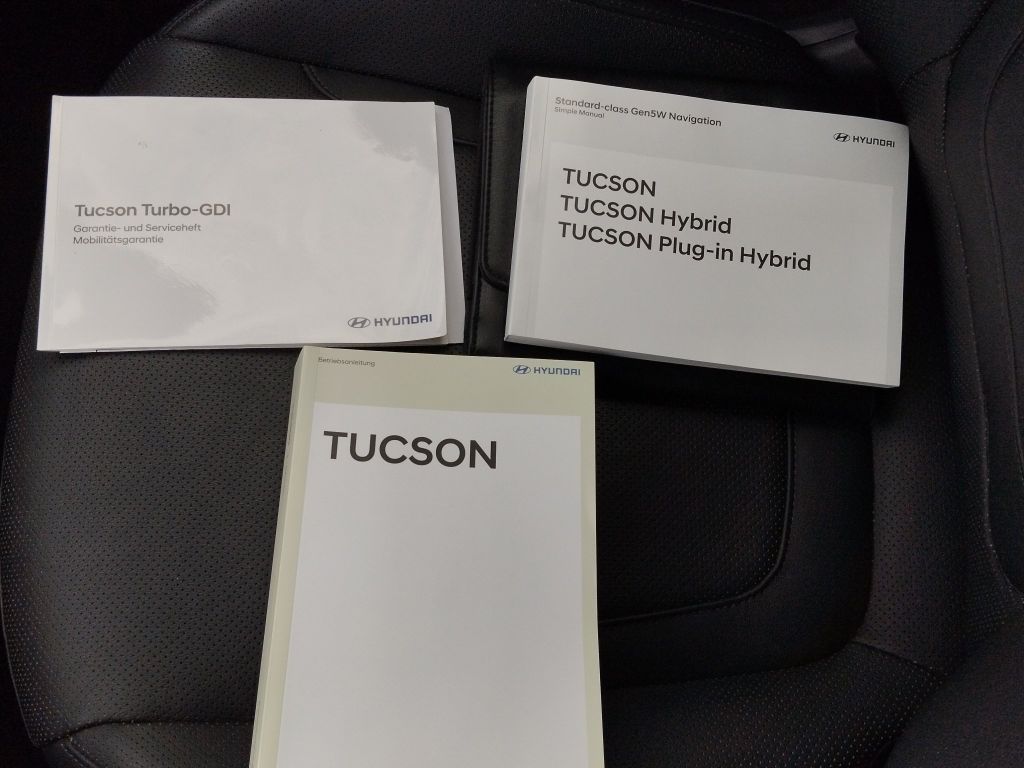 Tucson Turbo-GDI
Garantie- und Serviceheft
Mobilitätsgarantie
HYUNDAI
Standard-class Gen5W Navigation
Simple Manual
HYUNDAI
TUCSON
TUCSON Hybrid
TUCSON Plug-in Hybrid
Betriebsanleitung
HYUNDAI
TUCSON